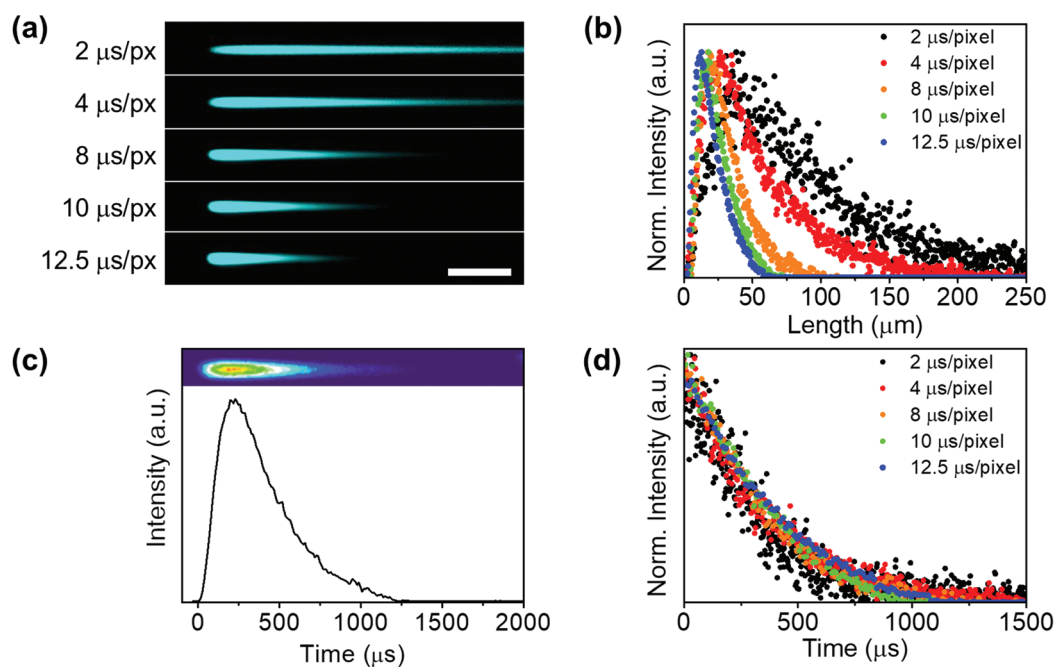 (a)
2 μs/px
4 μs/px
8 μs/px
10 μs/px
12.5 μs/px
(b)
Norm. Intensity (a.u.)
2 μs/pixel
4 μs/pixel
8 μs/pixel
10 μs/pixel
12.5 μs/pixel
0 50 100 150 200 250
Length (μm)
(c)
Intensity (a.u.)
0 500 1000 1500 2000
Time (μs)
(d)
Norm. Intensity (a.u.)
2 μs/pixel
4 μs/pixel
8 μs/pixel
10 μs/pixel
12.5 μs/pixel
0 500 1000 1500
Time (μs)